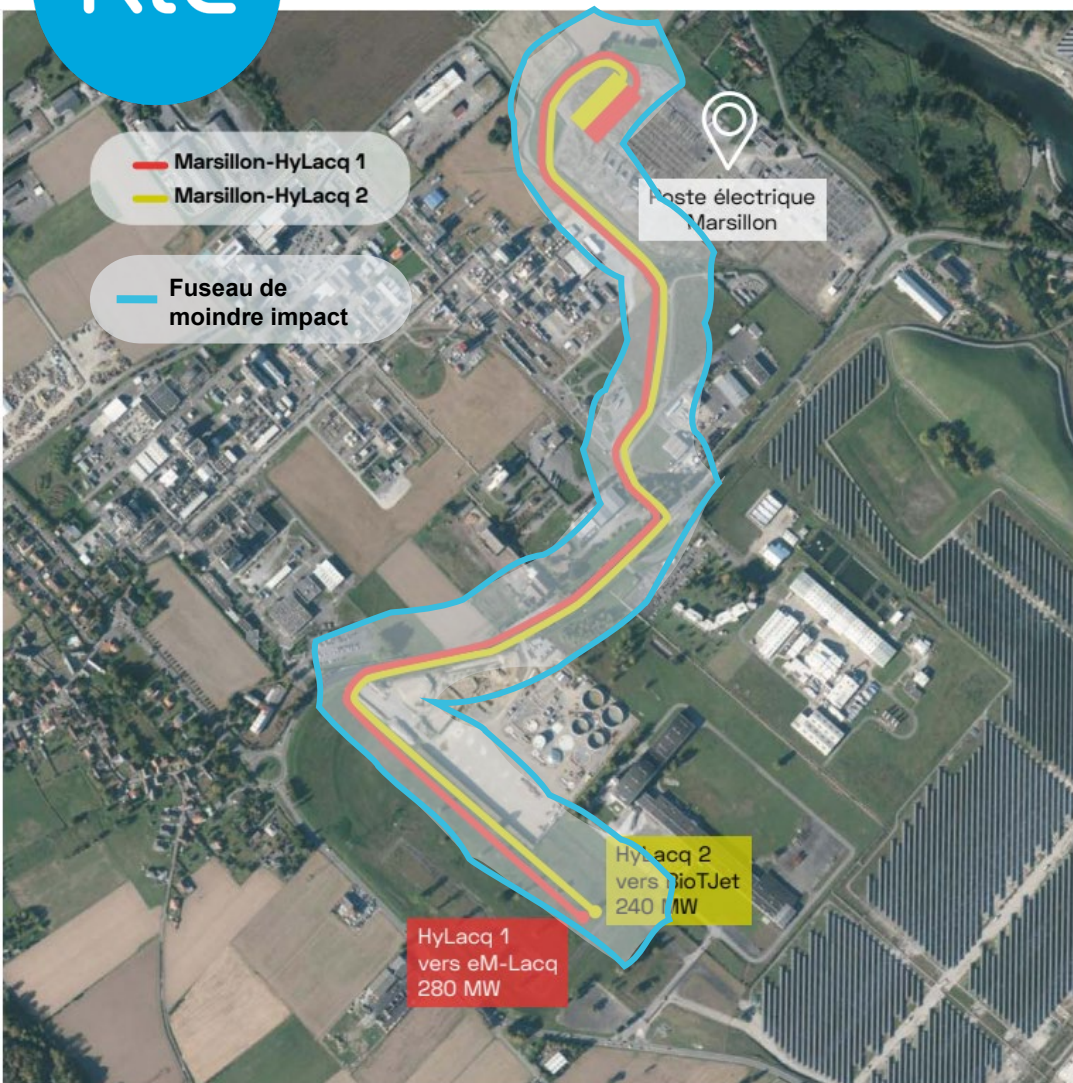 Rte
Marsillon-HyLacq 1
Marsillon-HyLacq 2
Fuseau de
moindre impact
Poste électrique
Marsillon
HyLacq 2
vers BioTJet
240 MW
HyLacq 1
vers eM-Lacq
280 MW